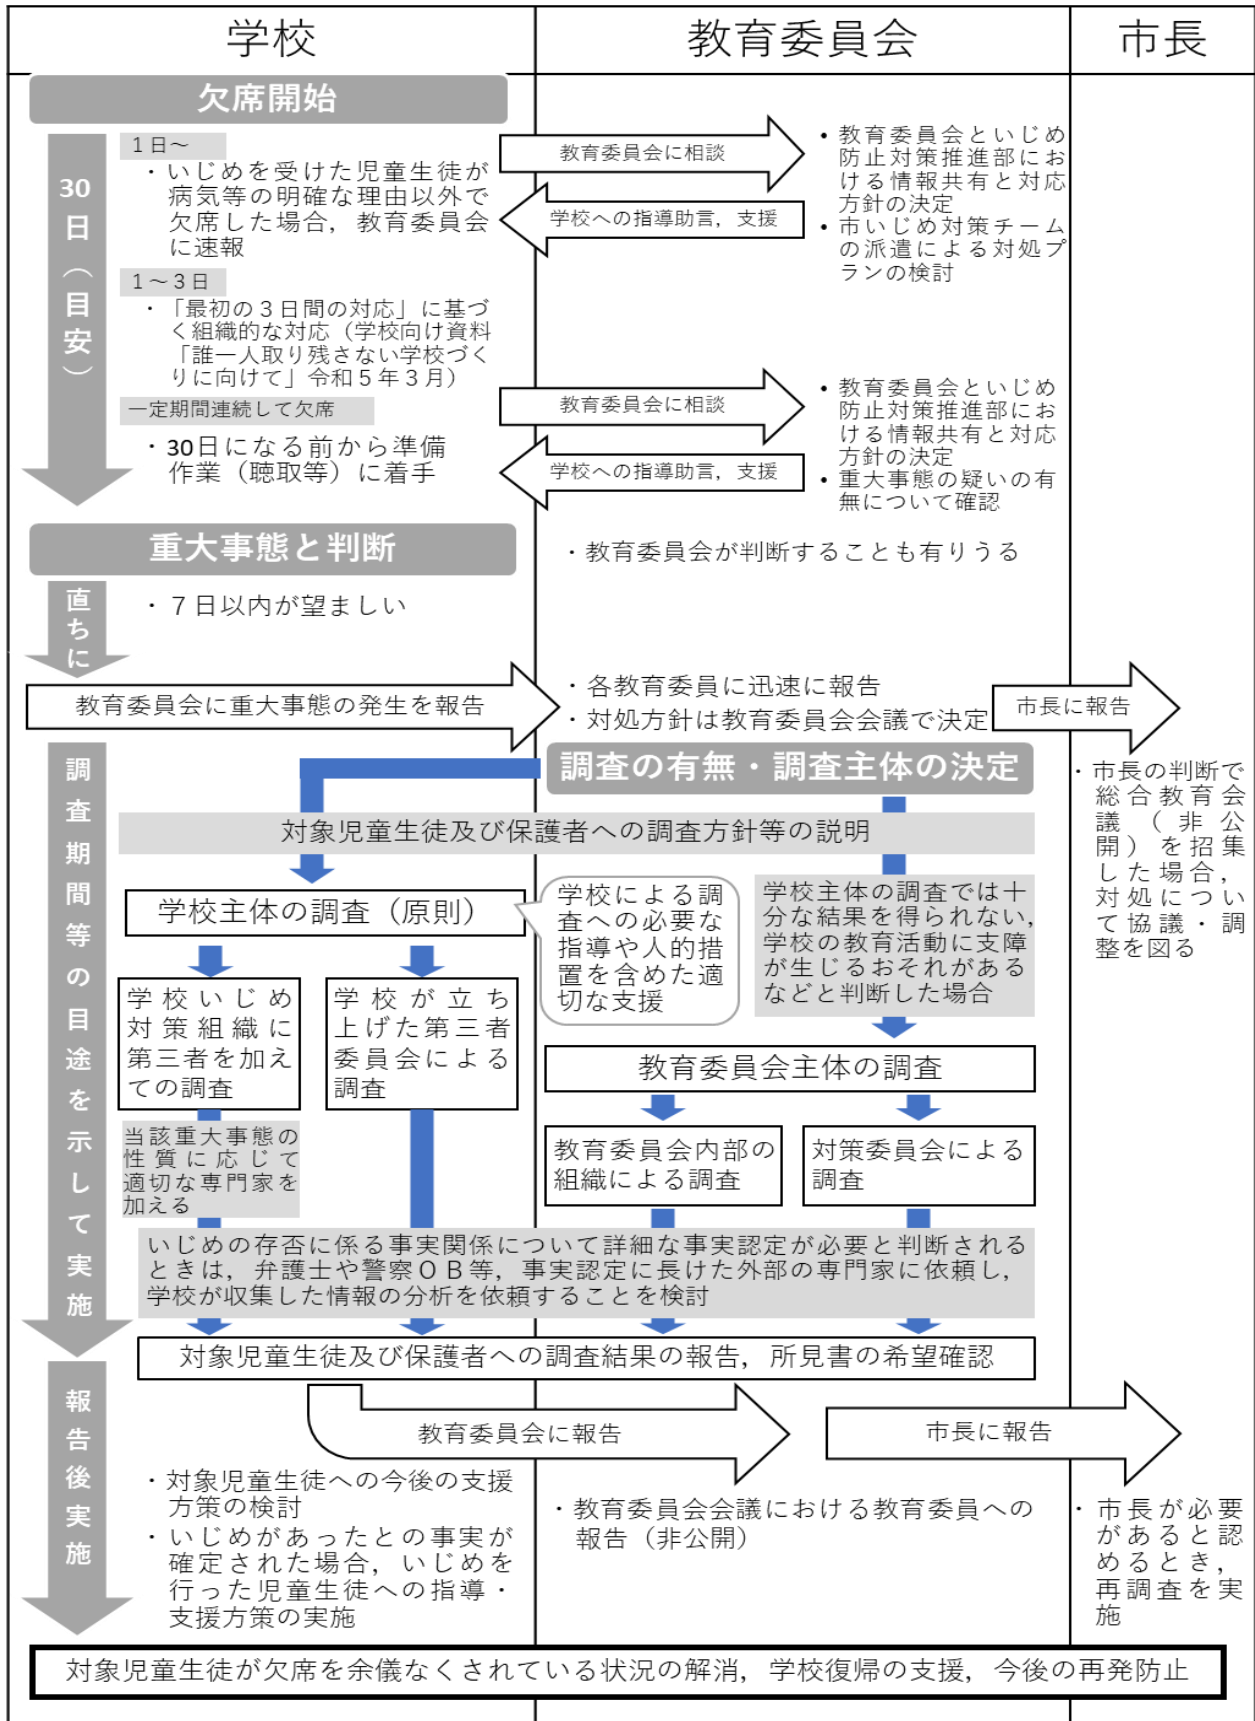 学校
教育委員会
市長
欠席開始
30日（目安）
1日～
・いじめを受けた児童生徒が
病気等の明確な理由以外で
欠席した場合，教育委員会
に速報
教育委員会に相談
学校への指導助言，支援
• 教育委員会といじめ
防止対策推進部にお
ける情報共有と対応
方針の決定
• 市いじめ対策チーム
の派遣による対処プ
ランの検討
1～3日
・「最初の３日間の対応」に基づ
く組織的な対応（学校向け資料
「誰一人取り残さない学校づく
りに向けて」令和５年３月）
一定期間連続して欠席
・30日になる前から準備
作業（聴取等）に着手
教育委員会に相談
学校への指導助言，支援
• 教育委員会といじめ
防止対策推進部にお
ける情報共有と対応
方針の決定
• 重大事態の疑いの有
無について確認
重大事態と判断
・教育委員会が判断することも有りうる
直ちに
・７日以内が望ましい
教育委員会に重大事態の発生を報告
・各教育委員に迅速に報告
・対処方針は教育委員会会議で決定
市長に報告
調査期間等の目途を示して実施
調査の有無・調査主体の決定
・市長の判断で
総合教育会
議（非公
開）を招集
した場合，
対処につい
て協議・調
整を図る
対象児童生徒及び保護者への調査方針等の説明
学校主体の調査（原則）
学校による調
査への必要な
指導や人的措
置を含めた適
切な支援
学校主体の調査では十
分な結果を得られない，
学校の教育活動に支障
が生じるおそれがある
などと判断した場合
学校いじめ
対策組織に
第三者を加え
ての調査
学校が立ち
上げた第三者
委員会による
調査
教育委員会主体の調査
当該重大事態の
性質に応じて
適切な専門家を
加える
教育委員会内部の
組織による調査
対策委員会による
調査
いじめの存否に係る事実関係について詳細な事実認定が必要と判断される
ときは，弁護士や警察ＯＢ等，事実認定に長けた外部の専門家に依頼し，
学校が収集した情報の分析を依頼することを検討
対象児童生徒及び保護者への調査結果の報告，所見書の希望確認
報告後実施
教育委員会に報告
市長に報告
・対象児童生徒への今後の支援
方策の検討
・いじめがあったとの事実が
確定された場合，いじめを
行った児童生徒への指導・
支援方策の実施
・教育委員会会議における教育委員への
報告（非公開）
・市長が必要
があると認
めるとき，
再調査を実
施
対象児童生徒が欠席を余儀なくされている状況の解消，学校復帰の支援，今後の再発防止